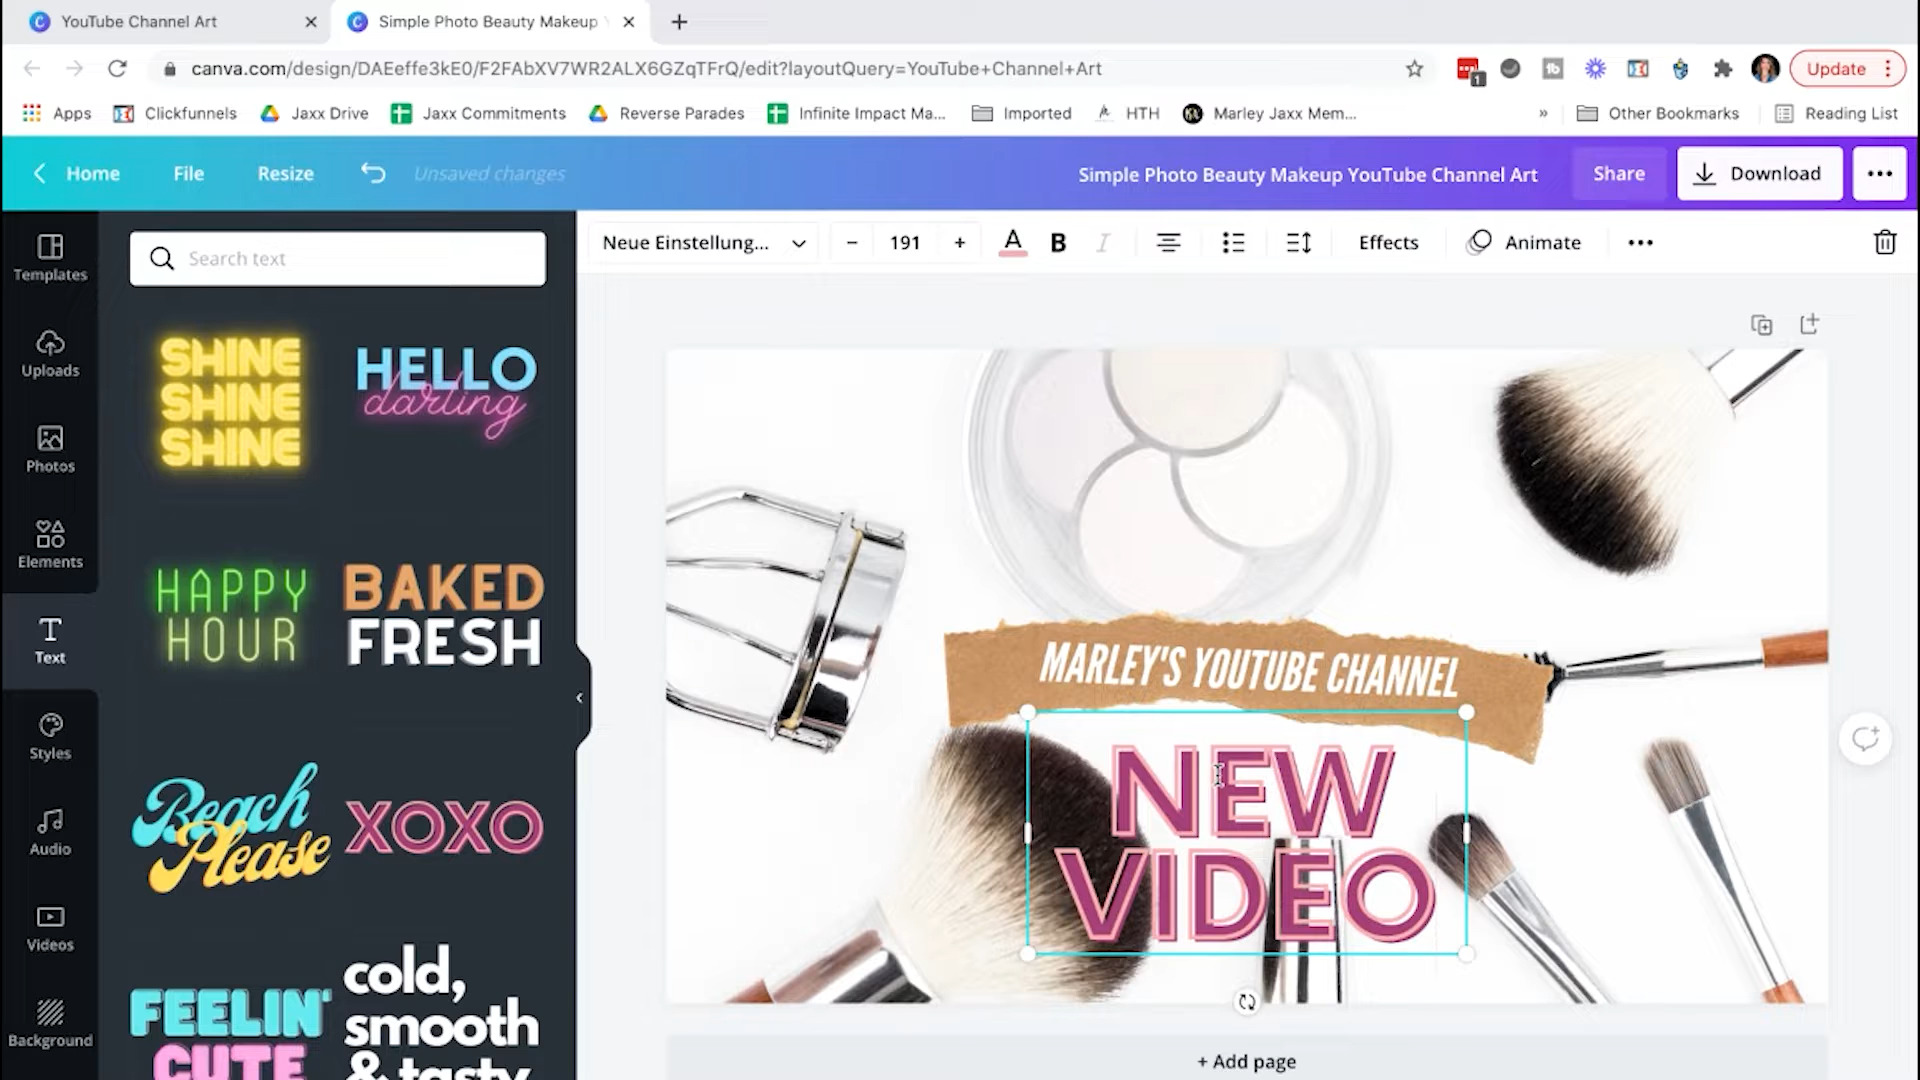 YouTube Channel Art
Simple Photo Beauty Makeup
canva.com/design/DAEeffe3kE0/F2FAbXV7WR2ALX6GZqTFrQ/edit?layoutQuery=YouTube+Channel+Art
1
Update
Apps
Clickfunnels
Jaxx Drive
Jaxx Commitments
Reverse Parades
Infinite Impact Ma...
Imported
HTH
Marley Jaxx Mem...
»
Other Bookmarks
Reading List
Home
File
Resize
Unsaved changes
Simple Photo Beauty Makeup YouTube Channel Art
Share
Download
Templates
Uploads
Photos
Elements
Text
Styles
Audio
Videos
Background
Search text
SHINE
SHINE
SHINE
HELLO
darling
HAPPY
HOUR
BAKED
FRESH
Beach
Please
XOXO
FEELIN'
CUTE
cold,
smooth
& tasty
Neue Einstellung...
− 191 +
A
B
I
Effects
Animate
MARLEY'S YOUTUBE CHANNEL
NEW
VIDEO
+ Add page